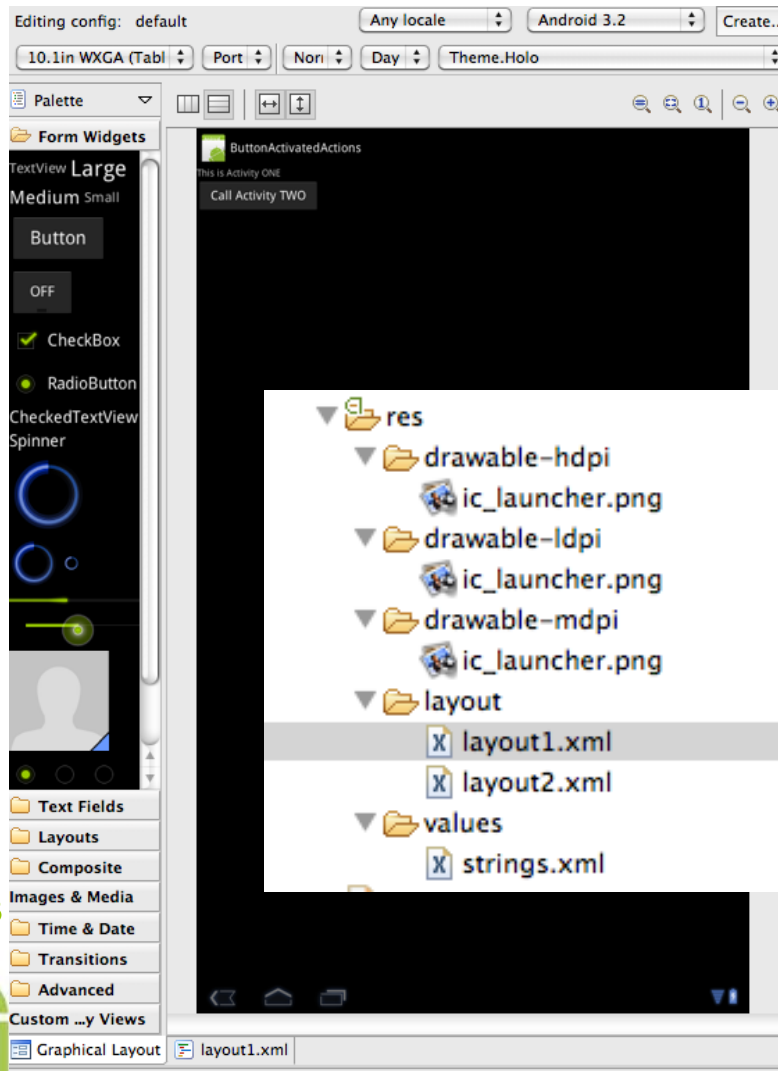 Editing config: default
Any locale
Android 3.2
Create...
10.1in WXGA (Tabl
Port
Nori
Day
Theme.Holo
Palette
Form Widgets
TextView Large
Medium Small
Button
OFF
CheckBox
RadioButton
CheckedTextView
Spinner
Text Fields
Layouts
Composite
Images & Media
Time & Date
Transitions
Advanced
Custom ...y Views
ButtonActivatedActions
This is Activity ONE
Call Activity TWO
res
drawable-hdpi
ic_launcher.png
drawable-ldpi
ic_launcher.png
drawable-mdpi
ic_launcher.png
layout
layout1.xml
layout2.xml
values
strings.xml
Graphical Layout
layout1.xml